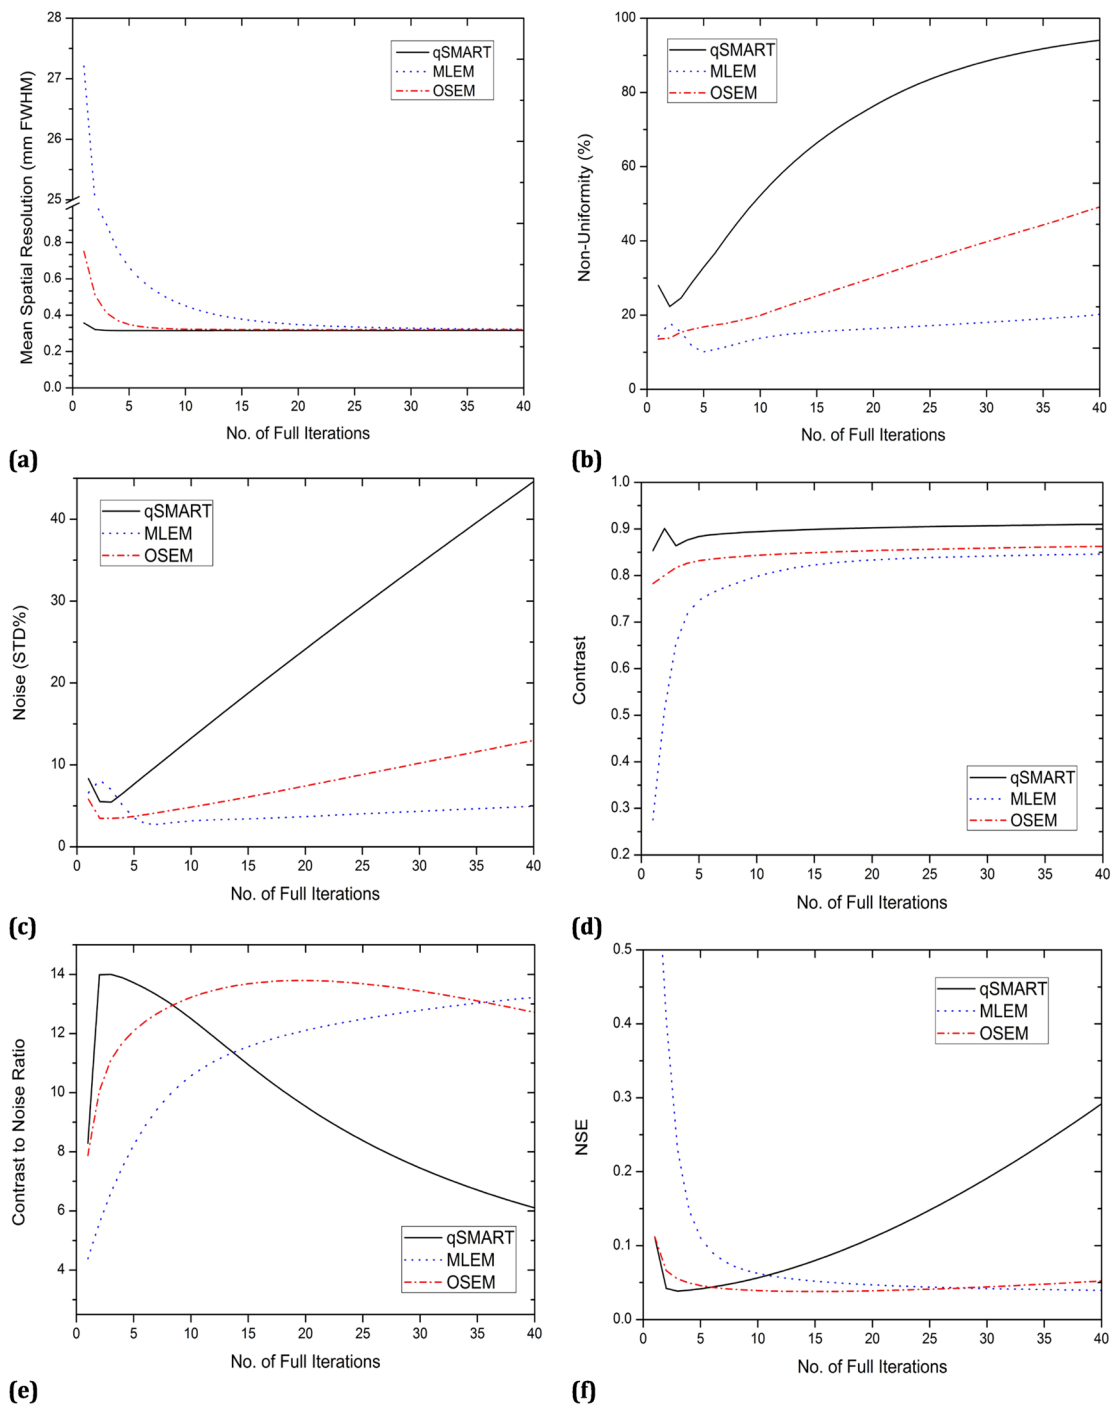 28
27
26
25
0.8
0.6
0.4
0.2
0.0
Mean Spatial Resolution (mm FWHM)
qSMART
MLEM
OSEM
0 5 10 15 20 25 30 35 40
No. of Full Iterations
(a)
100
80
60
40
20
0
Non-Uniformity (%)
qSMART
MLEM
OSEM
0 5 10 15 20 25 30 35 40
No. of Full Iterations
(b)
40
30
20
10
0
Noise (STD%)
qSMART
MLEM
OSEM
0 5 10 15 20 25 30 35 40
No. of Full Iterations
(c)
1.0
0.9
0.8
0.7
0.6
0.5
0.4
0.3
0.2
Contrast
qSMART
MLEM
OSEM
0 5 10 15 20 25 30 35 40
No. of Full Iterations
(d)
14
12
10
8
6
4
Contrast to Noise Ratio
qSMART
MLEM
OSEM
0 5 10 15 20 25 30 35 40
No. of Full Iterations
(e)
0.5
0.4
0.3
0.2
0.1
0.0
NSE
qSMART
MLEM
OSEM
0 5 10 15 20 25 30 35 40
No. of Full Iterations
(f)